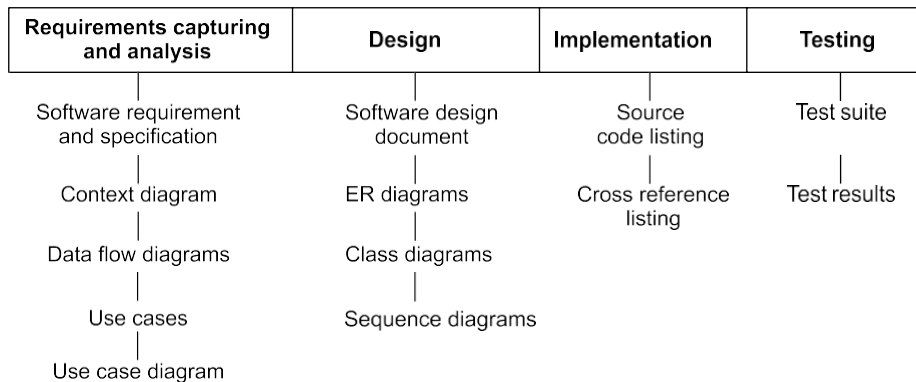 Requirements capturing
and analysis
Design
Implementation
Testing
Software requirement
and specification
Context diagram
Data flow diagrams
Use cases
Use case diagram
Software design
document
ER diagrams
Class diagrams
Sequence diagrams
Source
code listing
Cross reference
listing
Test suite
Test results